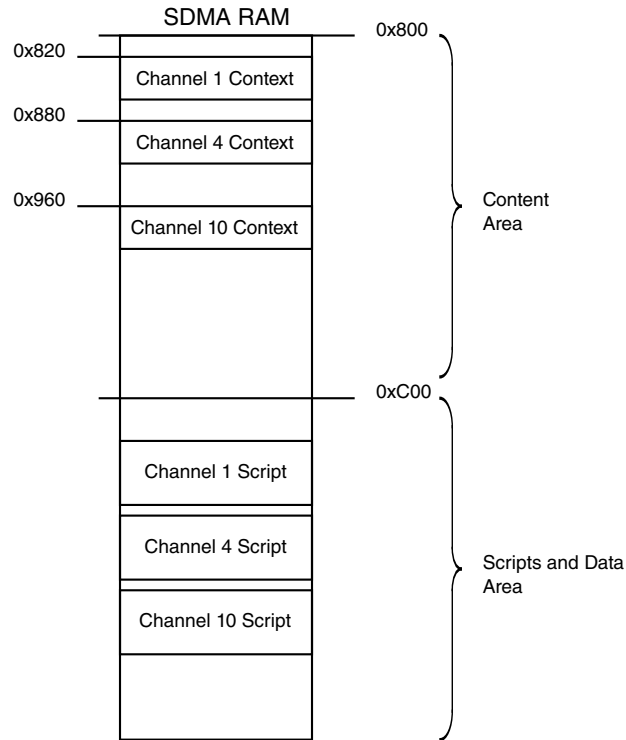 SDMA RAM
0x800
0x820
Channel 1 Context
0x880
Channel 4 Context
0x960
Channel 10 Context
Content
Area
0xC00
Channel 1 Script
Channel 4 Script
Channel 10 Script
Scripts and Data
Area